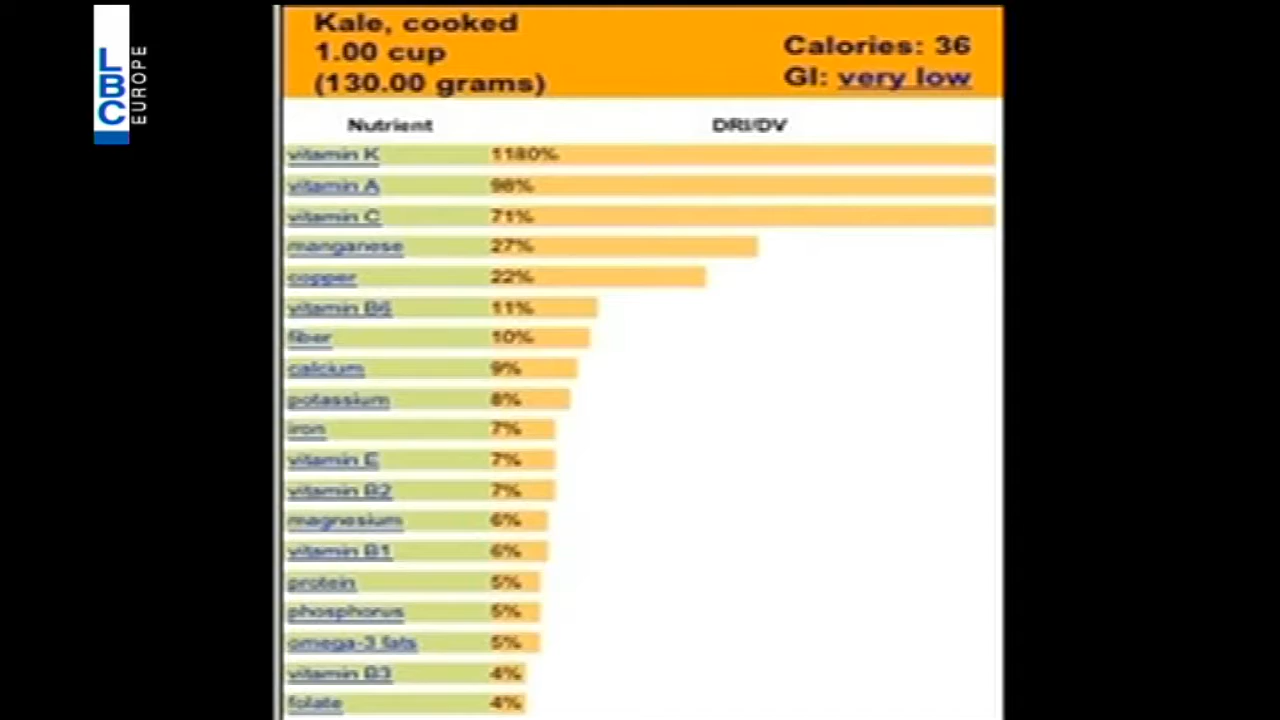 LBC
EUROPE
Kale, cooked
1.00 cup
(130.00 grams)
Calories: 36
GI: very low
Nutrient DRI/DV
vitamin K 1180%
vitamin A 98%
vitamin C 71%
manganese 27%
copper 22%
vitamin B6 11%
fiber 10%
calcium 9%
potassium 8%
iron 7%
vitamin E 7%
vitamin B2 7%
magnesium 6%
vitamin B1 6%
protein 5%
phosphorus 5%
omega-3 fats 5%
vitamin B3 4%
folate 4%